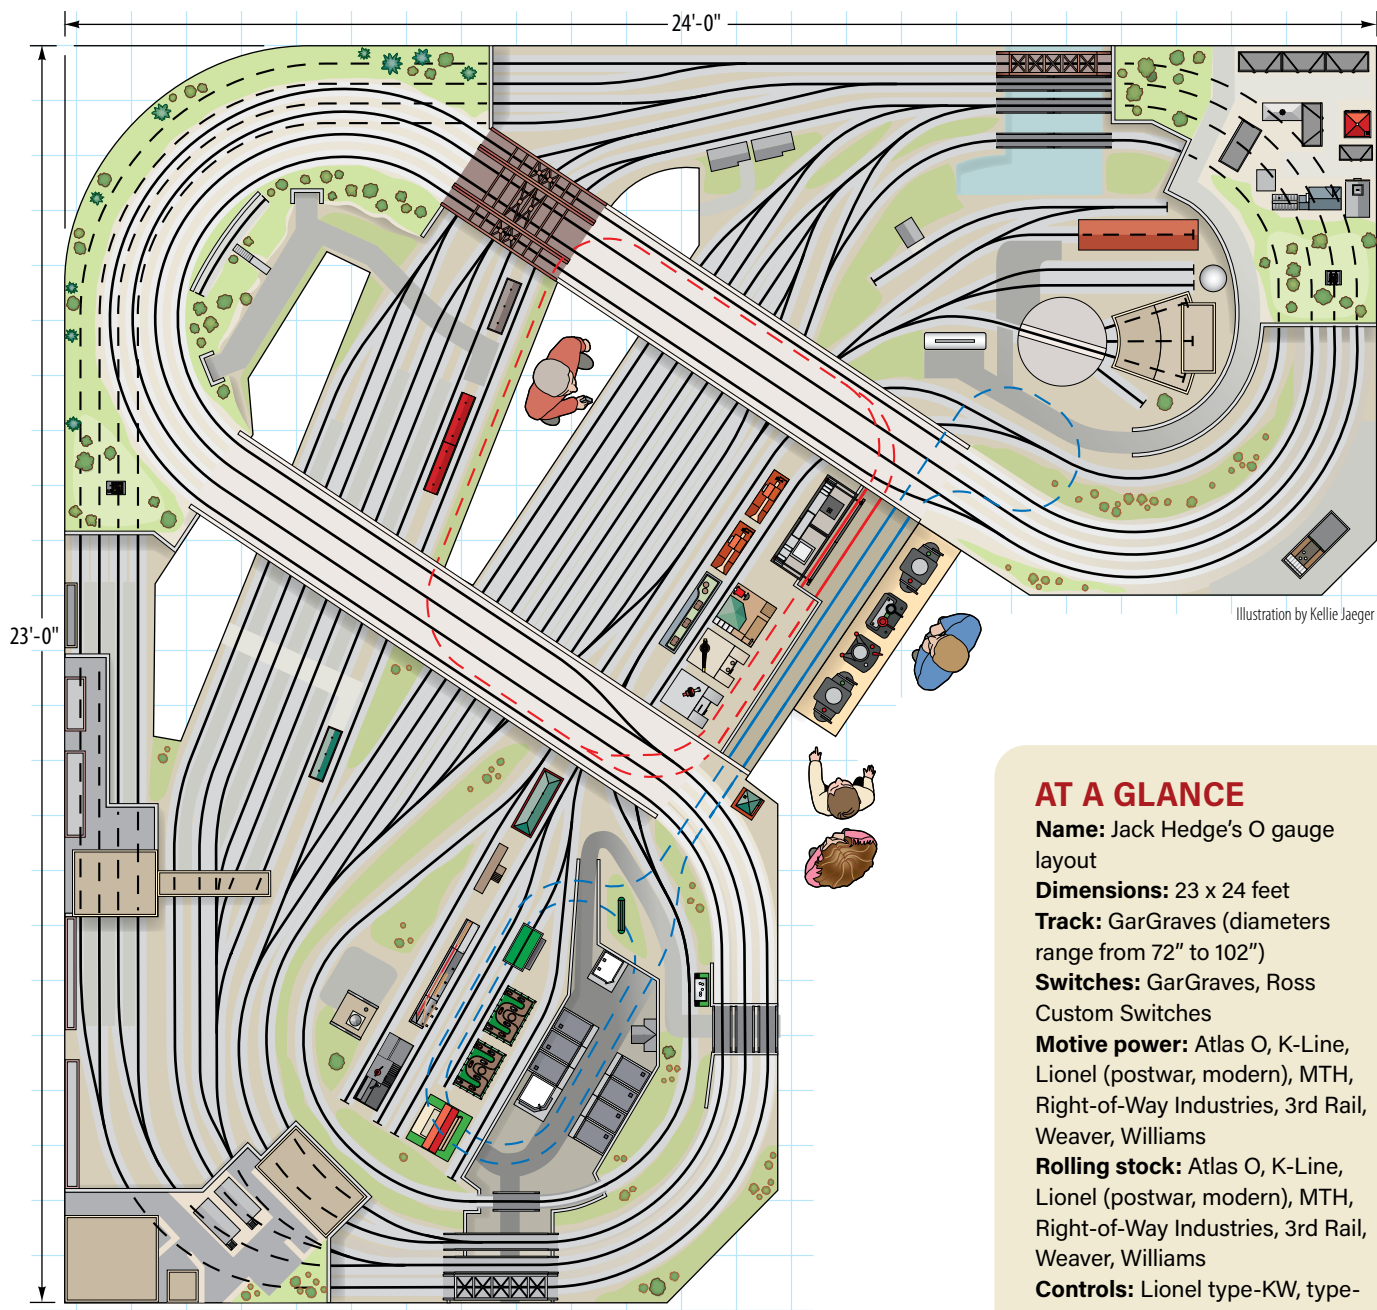 24'-0"
23'-0"
Illustration by Kellie Jaeger
AT A GLANCE
Name: Jack Hedge’s O gauge
layout
Dimensions: 23 x 24 feet
Track: GarGraves (diameters
range from 72” to 102”)
Switches: GarGraves, Ross
Custom Switches
Motive power: Atlas O, K-Line,
Lionel (postwar, modern), MTH,
Right-of-Way Industries, 3rd Rail,
Weaver, Williams
Rolling stock: Atlas O, K-Line,
Lionel (postwar, modern), MTH,
Right-of-Way Industries, 3rd Rail,
Weaver, Williams
Controls: Lionel type-KW, type-